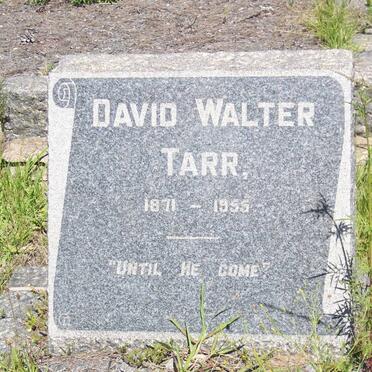 DAVID WALTER
TARR.
1871 - 1955
"UNTIL HE COME"